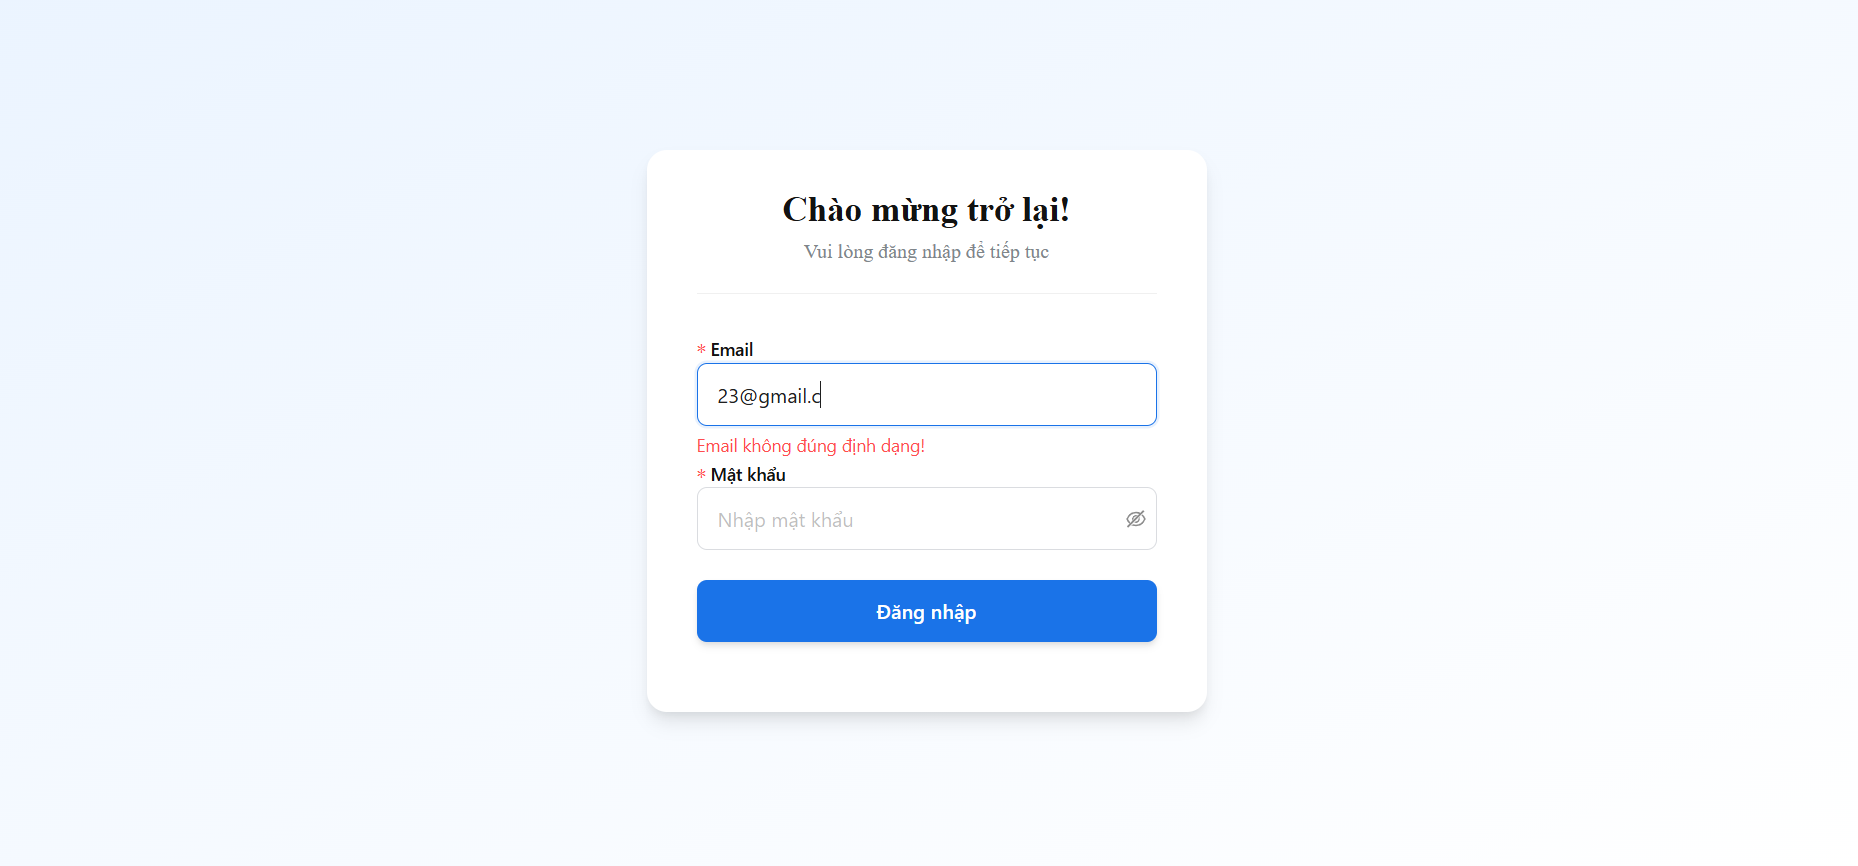 Chào mừng trở lại!
Vui lòng đăng nhập để tiếp tục
* Email
23@gmail.c
Email không đúng định dạng!
* Mật khẩu
Nhập mật khẩu
Đăng nhập